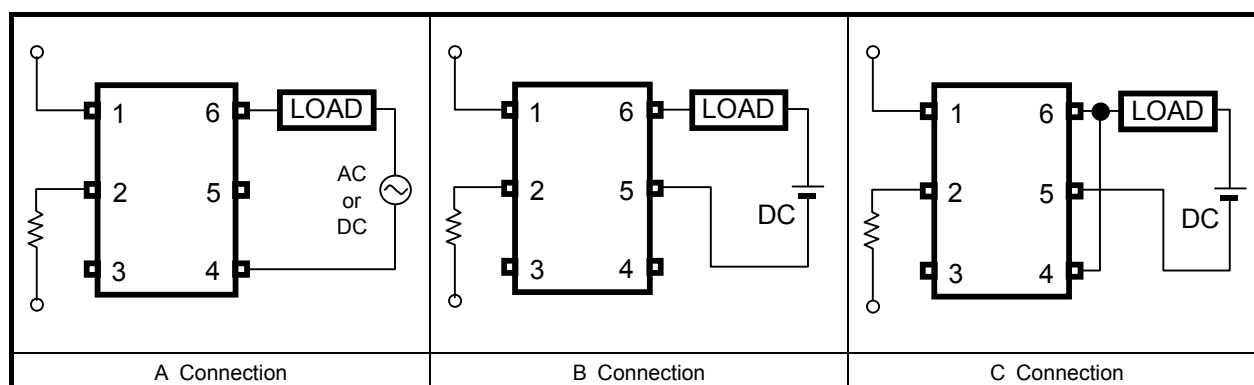 1 6 LOAD
2 5 AC or DC
3 4
A Connection
1 6 LOAD
2 5 DC
3 4
B Connection
1 6 LOAD
2 5 DC
3 4
C Connection